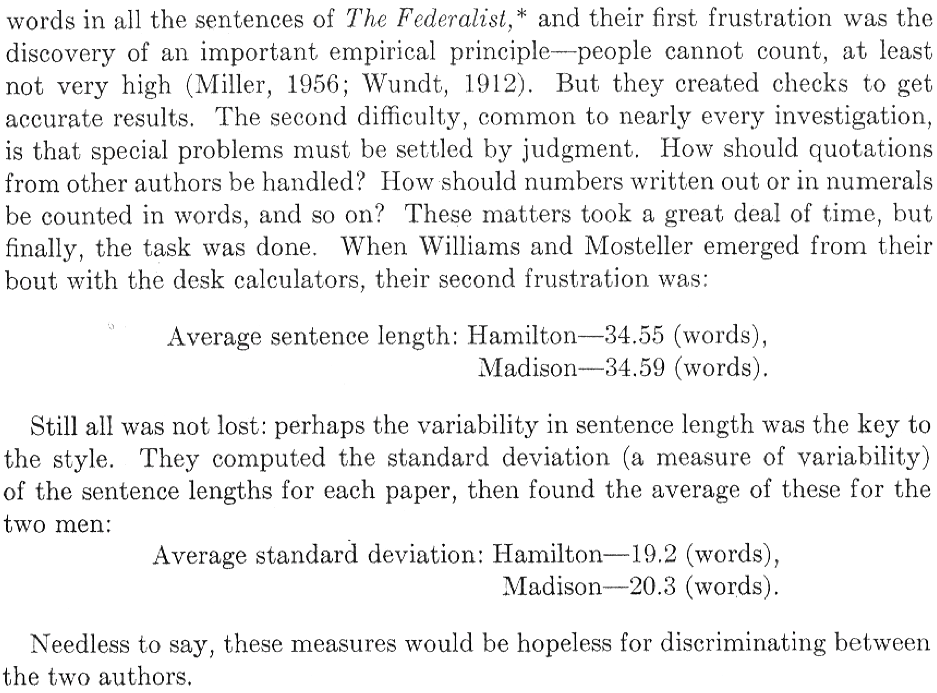 words in all the sentences of The Federalist,* and their first frustration was the
discovery of an important empirical principle—people cannot count, at least
not very high (Miller, 1956; Wundt, 1912). But they created checks to get
accurate results. The second difficulty, common to nearly every investigation,
is that special problems must be settled by judgment. How should quotations
from other authors be handled? How should numbers written out or in numerals
be counted in words, and so on? These matters took a great deal of time, but
finally, the task was done. When Williams and Mosteller emerged from their
bout with the desk calculators, their second frustration was:
Average sentence length: Hamilton—34.55 (words),
Madison—34.59 (words).
Still all was not lost: perhaps the variability in sentence length was the key to
the style. They computed the standard deviation (a measure of variability)
of the sentence lengths for each paper, then found the average of these for the
two men:
Average standard deviation: Hamilton—19.2 (words),
Madison—20.3 (words).
Needless to say, these measures would be hopeless for discriminating between
the two authors.